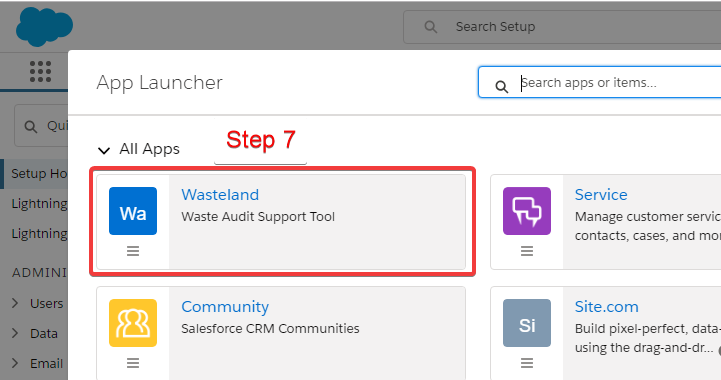 Search Setup
App Launcher
Search apps or items...
Setup Ho
Lightning
Lightning
ADMINI
Users
Data
Email
All Apps
Step 7
Wa
Wasteland
Waste Audit Support Tool
Service
Manage customer servic
contacts, cases, and mor
Community
Salesforce CRM Communities
Si
Site.com
Build pixel-perfect, data-
using the drag-and-dr...
Qui